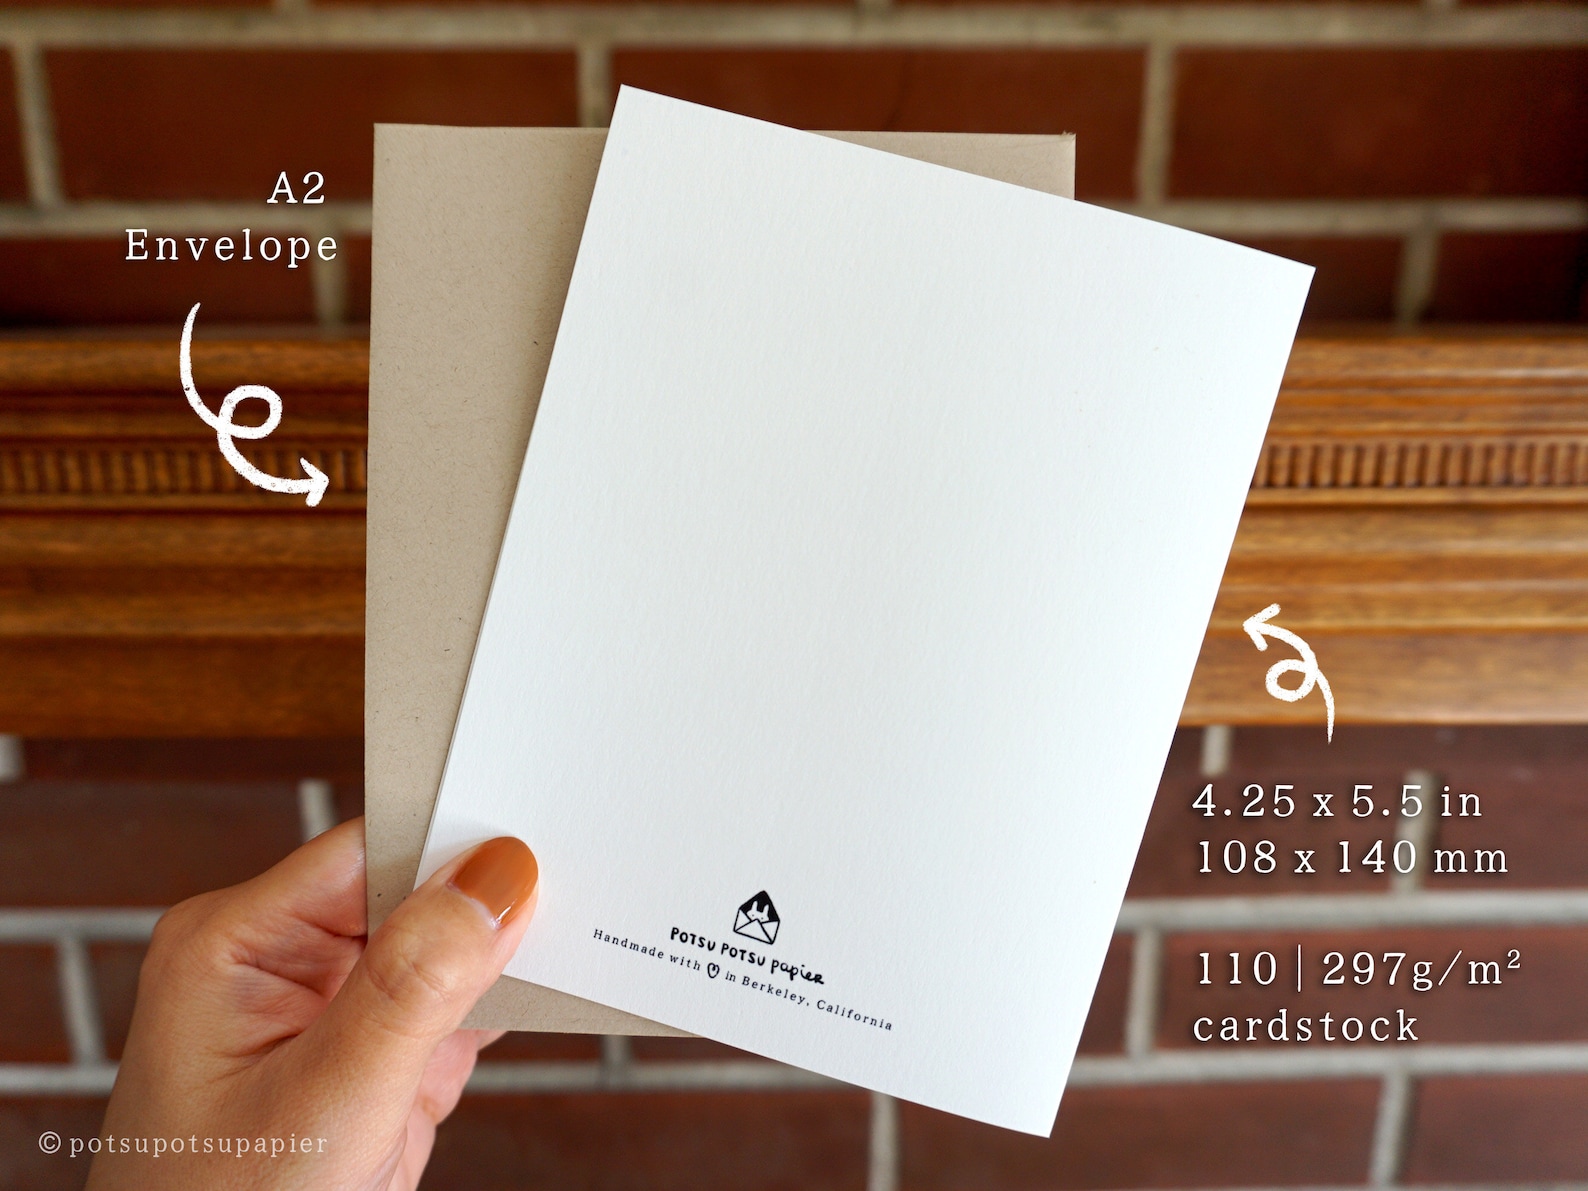 A2
Envelope
4.25 x 5.5 in
108 x 140 mm
110 | 297g/m²
cardstock
POTSU POTSU papier
Handmade with ♡ in Berkeley, California
© potsupotsupapier